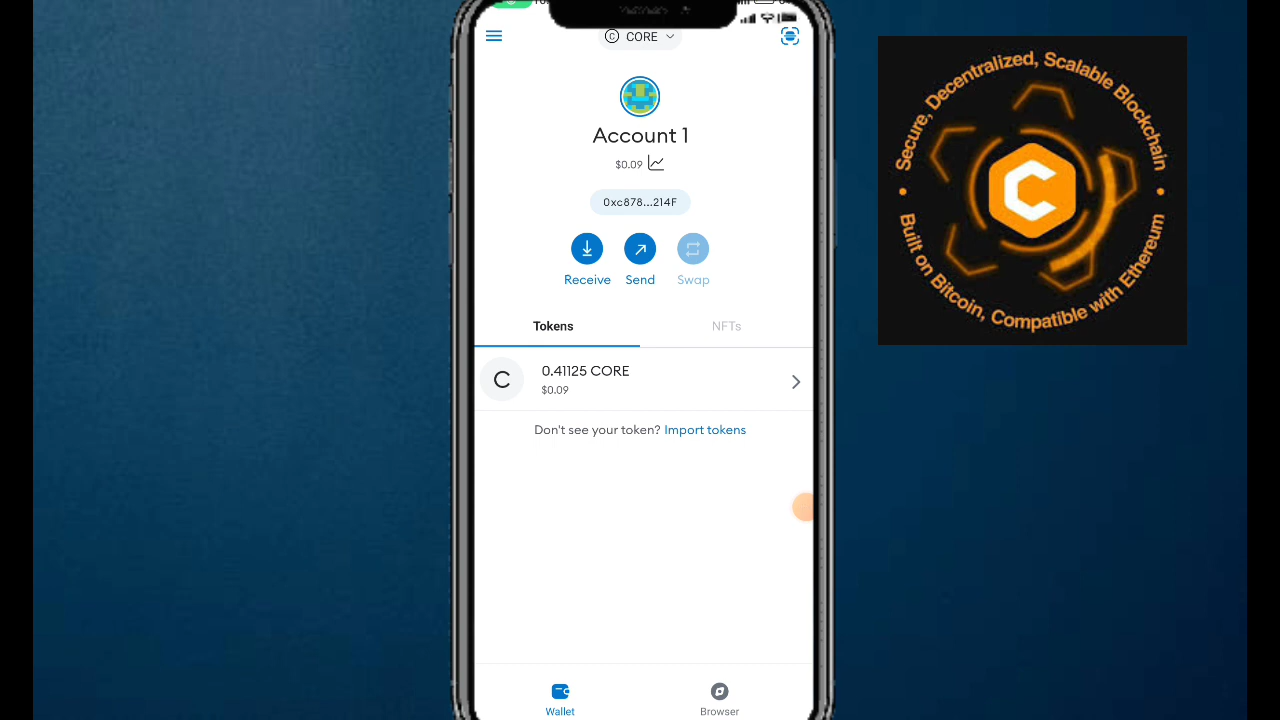 CORE
Account 1
$0.09
0xc878...214F
Receive Send Swap
Tokens NFTs
C
0.41125 CORE
$0.09
Don't see your token? Import tokens
Wallet Browser
Secure, Decentralized, Scalable Blockchain
Built on Bitcoin, Compatible with Ethereum